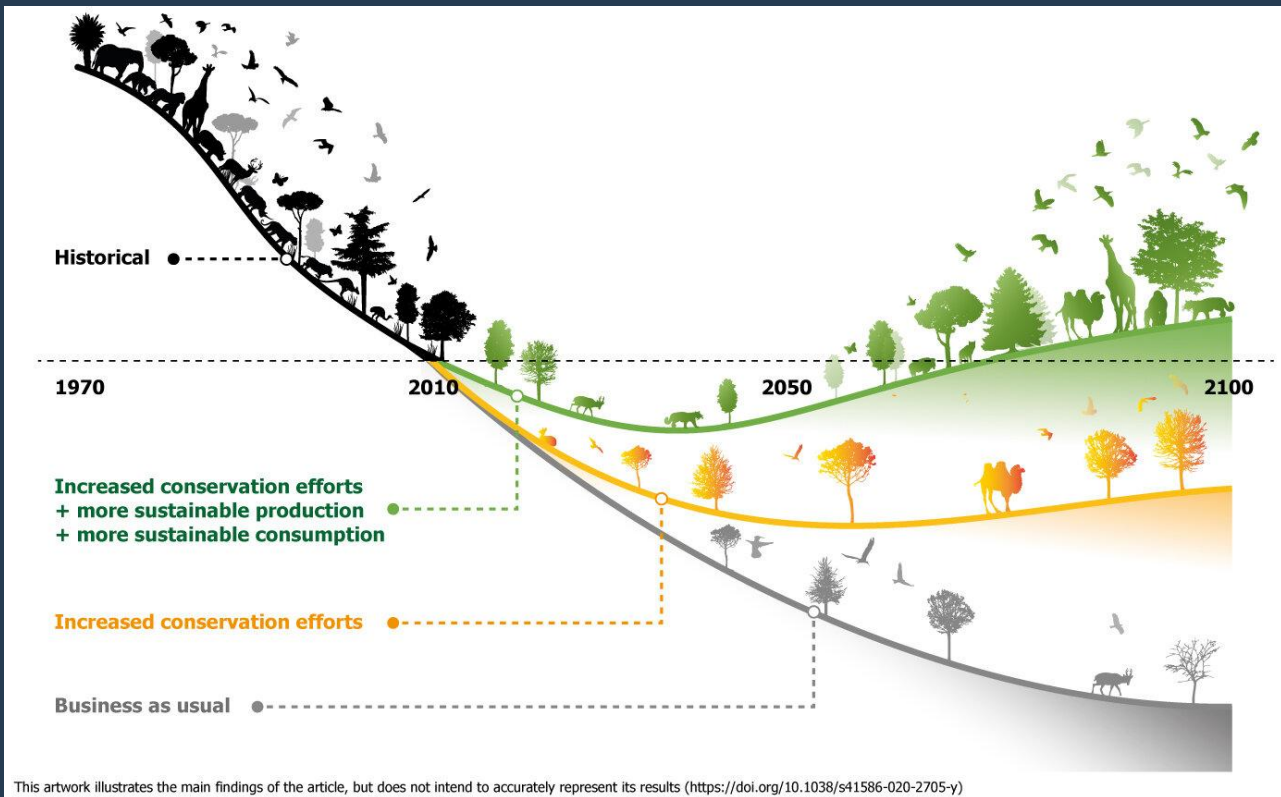 Historical
1970 2010 2050 2100
Increased conservation efforts
+ more sustainable production
+ more sustainable consumption
Increased conservation efforts
Business as usual
This artwork illustrates the main findings of the article, but does not intend to accurately represent its results (https://doi.org/10.1038/s41586-020-2705-y)